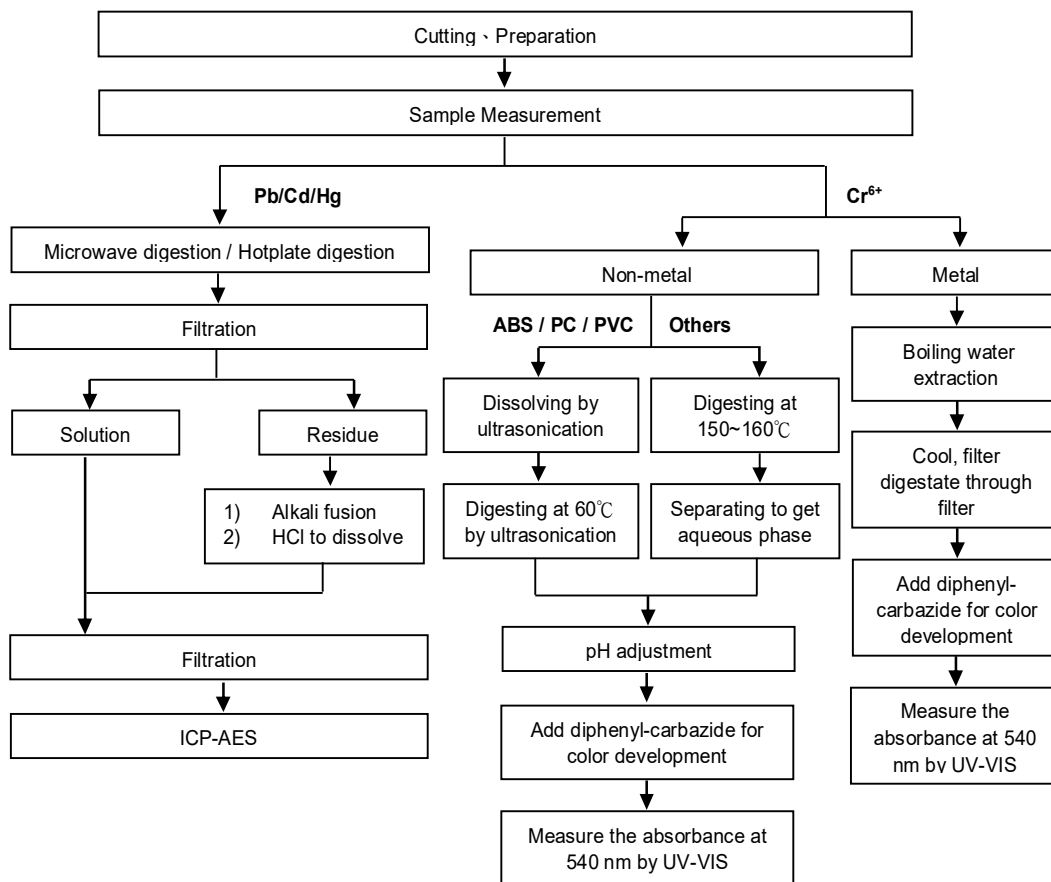 Cutting、Preparation
Sample Measurement
Pb/Cd/Hg
Cr⁶⁺
Microwave digestion / Hotplate digestion
Non-metal
Metal
Filtration
ABS / PC / PVC
Others
Boiling water
extraction
Solution
Residue
Dissolving by
ultrasonication
Digesting at
150~160℃
Cool, filter
digestate through
filter
1) Alkali fusion
2) HCl to dissolve
Digesting at 60℃
by ultrasonication
Separating to get
aqueous phase
Add diphenyl-
carbazide for color
development
Filtration
pH adjustment
Measure the
absorbance at 540
nm by UV-VIS
ICP-AES
Add diphenyl-carbazide for
color development
Measure the absorbance at
540 nm by UV-VIS